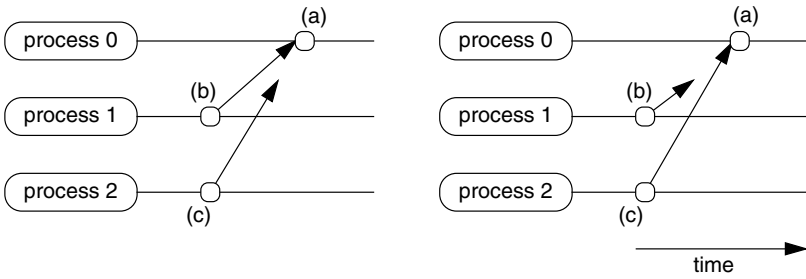 (a)
process 0
(b)
process 1
process 2
(c)
(a)
process 0
(b)
process 1
process 2
(c)
time